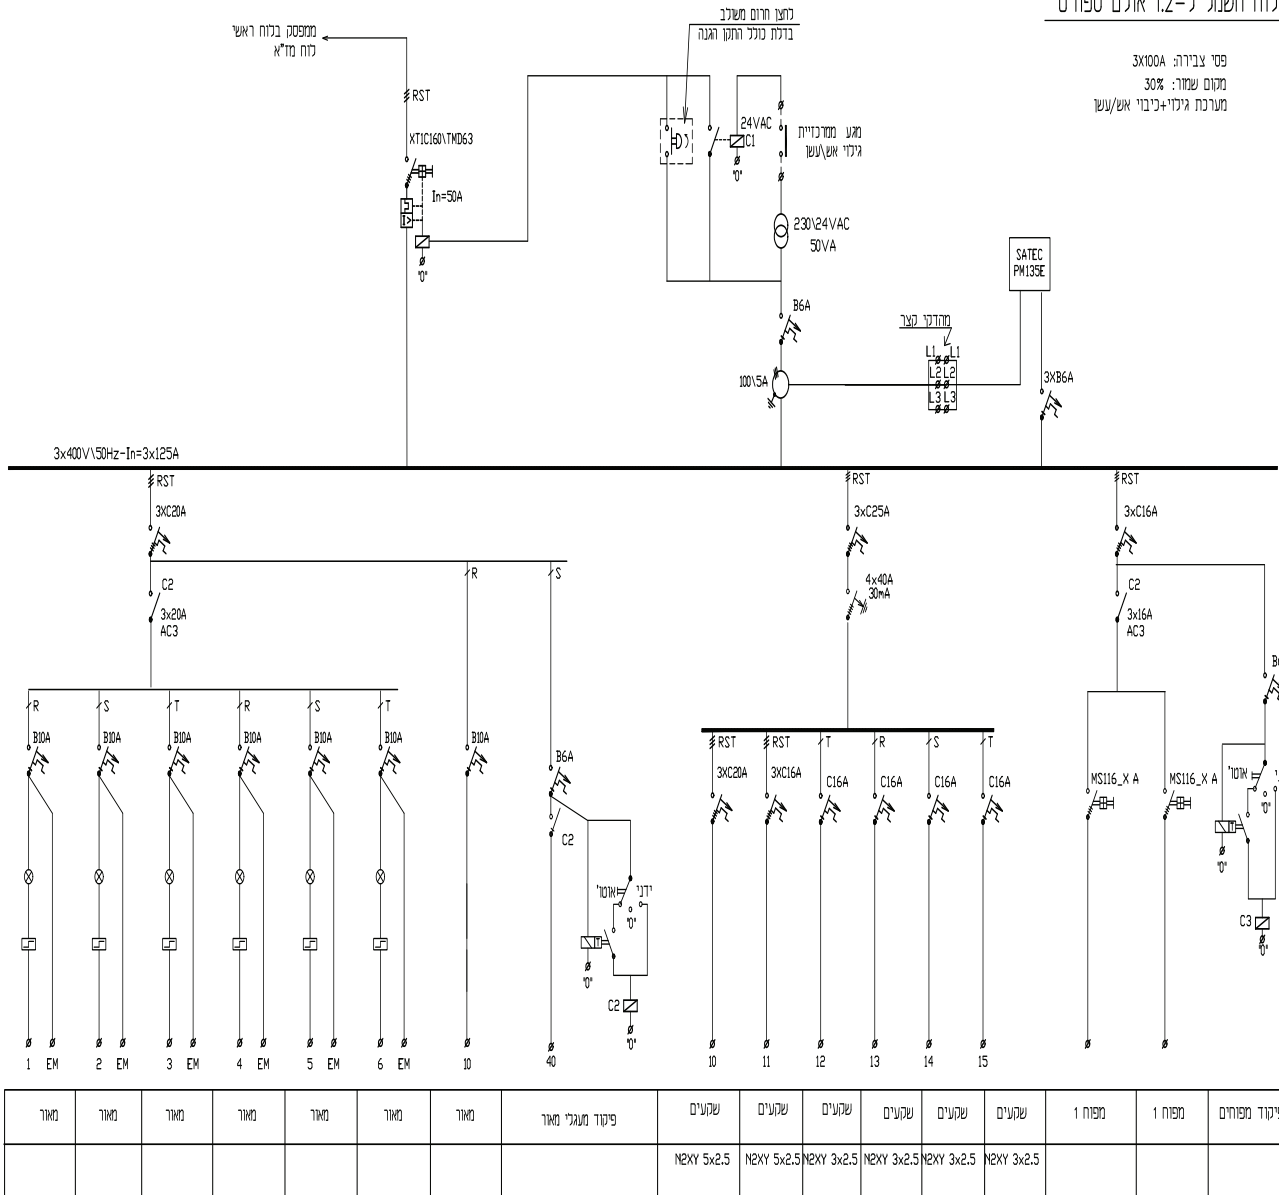 לוח חשמל ל-1.2 אולם ספורט
פסי צבירה: 3X100A
מקום שמור: 30%
מערכת גילוי+כיבוי אש/עשן
ממפסק בלוח ראשי
לוח מז"א
לחצן חרום משולב
בדלת כולל התקן הגנה
RST
XT1C160\TMD63
In=50A
"0"
24VAC
C1
"0"
מגע ממרכזיית
גילוי אש\עשן
230\24VAC
50VA
B6A
100\5A
מהדקי קצר
L1 L1
L2 L2
L3 L3
SATEC
PM135E
3XB6A
3x400V\50Hz-In=3x125A
RST
3XC20A
C2
3x20A
AC3
R
S
RST
3xC25A
4x40A
30mA
RST
3xC16A
C2
3x16A
AC3
R S T R S T
B10A B10A B10A B10A B10A B10A B10A
B6A
C2
אוטו'
ידני
"0"
"0"
C2
"0"
RST RST T R S T
3XC20A 3XC16A C16A C16A C16A C16A
MS116_X A MS116_X A
אוטו'
"0"
"0"
C3
"0"
1 EM 2 EM 3 EM 4 EM 5 EM 6 EM 10 40 10 11 12 13 14 15
מאור מאור מאור מאור מאור מאור מאור פיקוד מעגלי מאור שקעים שקעים שקעים שקעים שקעים שקעים מפוח 1 מפוח 1 פיקוד מפוחים
N2XY 5x2.5 N2XY 5x2.5 N2XY 3x2.5 N2XY 3x2.5 N2XY 3x2.5 N2XY 3x2.5